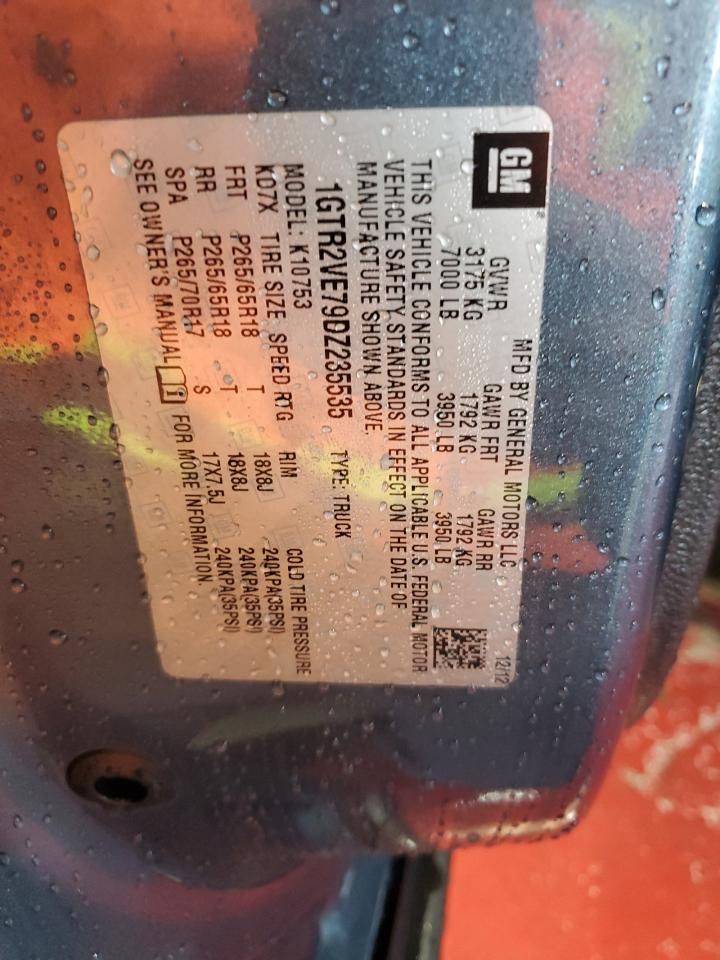 GM
MFD BY GENERAL MOTORS LLC 12/12
GVWR GAWR FRT GAWR RR
3175 KG 1792 KG 1792 KG
7000 LB 3950 LB 3950 LB
THIS VEHICLE CONFORMS TO ALL APPLICABLE U.S. FEDERAL MOTOR
VEHICLE SAFETY STANDARDS IN EFFECT ON THE DATE OF
MANUFACTURE SHOWN ABOVE.
1GTR2VE79DZ235535 TYPE: TRUCK
MODEL: K10753
KD7X TIRE SIZE SPEED RTG RIM COLD TIRE PRESSURE
FRT P265/65R18 T 18X8J 240KPA(35PSI)
RR P265/65R18 T 18X8J 240KPA(35PSI)
SPA P265/70R17 S 17X7.5J 240KPA(35PSI)
SEE OWNER'S MANUAL FOR MORE INFORMATION